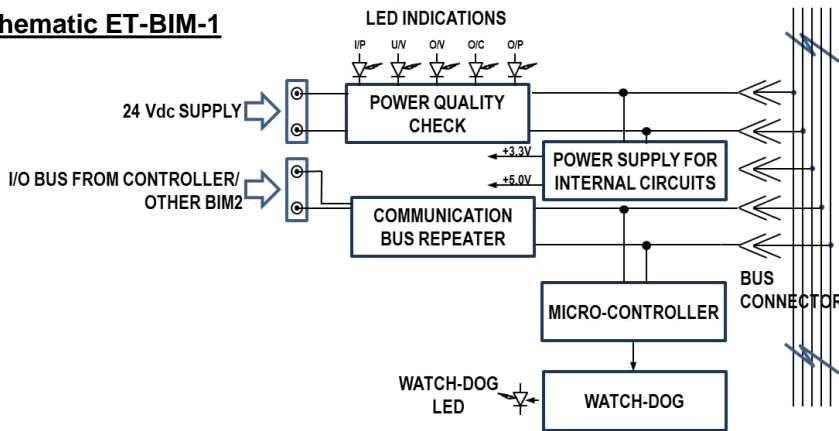 hematic ET-BIM-1
LED INDICATIONS
I/P U/V O/V O/C O/P
24 Vdc SUPPLY
POWER QUALITY
CHECK
+3.3V
+5.0V
POWER SUPPLY FOR
INTERNAL CIRCUITS
I/O BUS FROM CONTROLLER/
OTHER BIM2
COMMUNICATION
BUS REPEATER
BUS
CONNECTOR
MICRO-CONTROLLER
WATCH-DOG
LED
WATCH-DOG